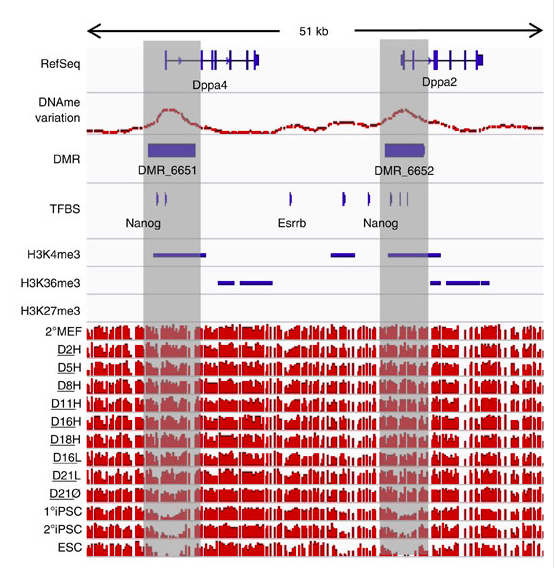 51 kb
RefSeq
Dppa4
Dppa2
DNAme
variation
DMR
DMR_6651
DMR_6652
TFBS
Nanog
Esrrb
Nanog
H3K4me3
H3K36me3
H3K27me3
2°MEF
D2H
D5H
D8H
D11H
D16H
D18H
D16L
D21L
D21Ø
1°iPSC
2°iPSC
ESC